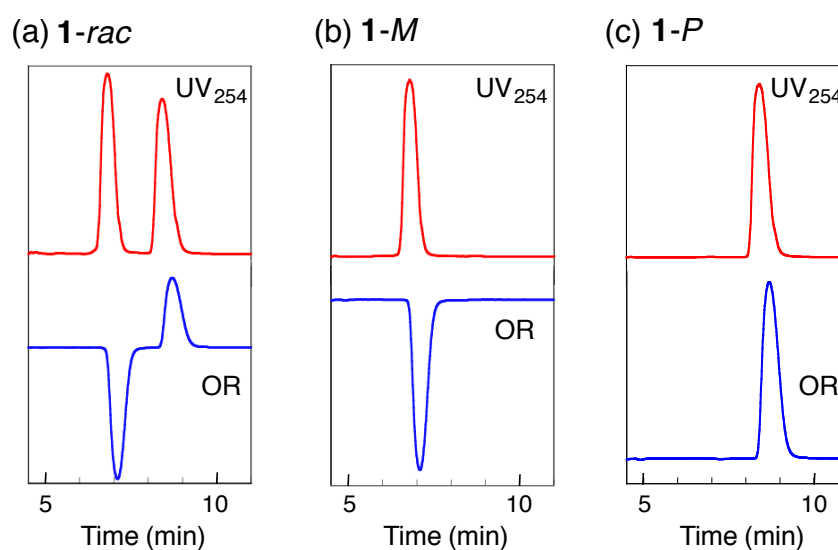 (a) 1-rac
UV254
OR
5 10
Time (min)
(b) 1-M
UV254
OR
5 10
Time (min)
(c) 1-P
UV254
OR
5 10
Time (min)